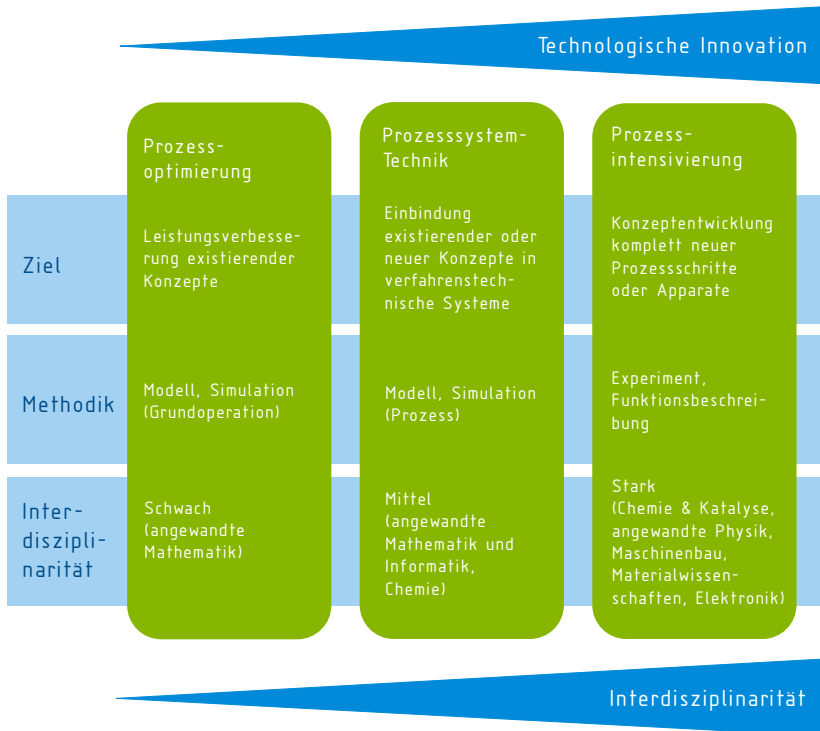 Technologische Innovation
Prozess-
optimierung
Prozesssystem-
Technik
Prozess-
intensivierung
Ziel
Leistungsverbesse-
rung existierender
Konzepte
Einbindung
existierender oder
neuer Konzepte in
verfahrenstech-
nische Systeme
Konzeptentwicklung
komplett neuer
Prozessschritte
oder Apparate
Methodik
Modell, Simulation
(Grundoperation)
Modell, Simulation
(Prozess)
Experiment,
Funktionsbeschrei-
bung
Inter-
diszipli-
narität
Schwach
(angewandte
Mathematik)
Mittel
(angewandte
Mathematik und
Informatik,
Chemie)
Stark
(Chemie & Katalyse,
angewandte Physik,
Maschinenbau,
Materialwissen-
schaften, Elektronik)
Interdisziplinarität